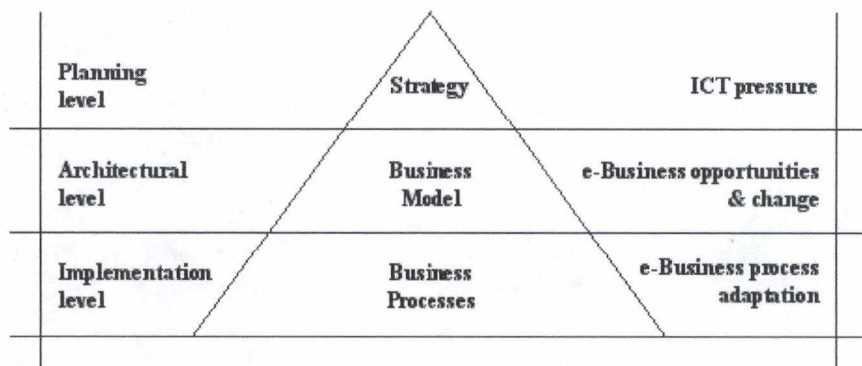 Planning
level
Strategy
ICT pressure
Architectural
level
Business
Model
e-Business opportunities
& change
Implementation
level
Business
Processes
e-Business process
adaptation